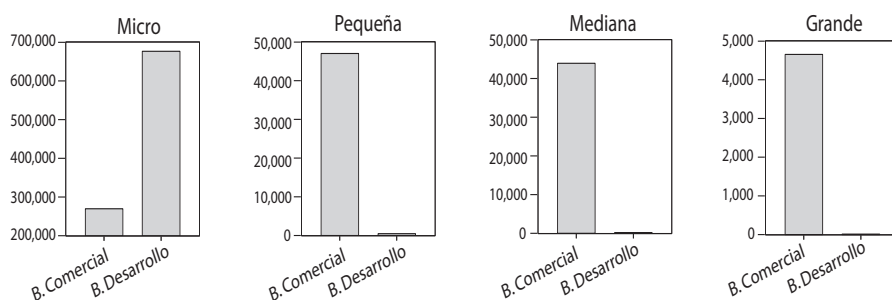 Micro
700,000
600,000
500,000
400,000
300,000
200,000
B. Comercial
B. Desarrollo
Pequeña
50,000
40,000
30,000
20,000
10,000
0
B. Comercial
B. Desarrollo
Mediana
50,000
40,000
30,000
20,000
10,000
0
B. Comercial
B. Desarrollo
Grande
5,000
4,000
3,000
2,000
1,000
0
B. Comercial
B. Desarrollo